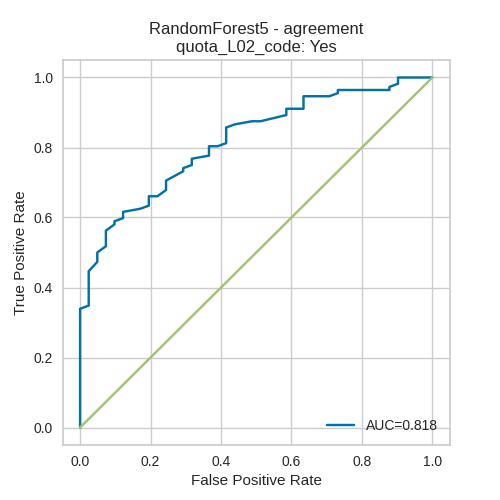 RandomForest5 - agreement
quota_L02_code: Yes
1.0
0.8
0.6
0.4
0.2
0.0
True Positive Rate
0.0 0.2 0.4 0.6 0.8 1.0
False Positive Rate
AUC=0.818